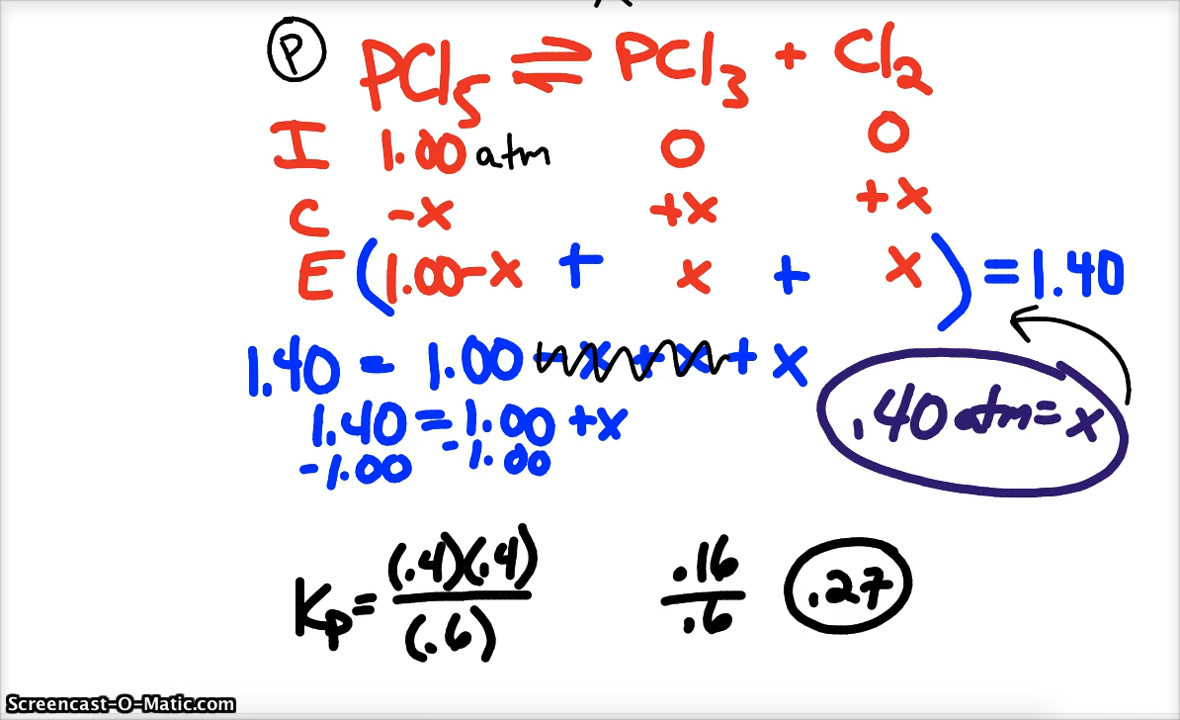 P PCl5 ⇌ PCl3 + Cl2
I 1.00 atm 0 0
C -x +x +x
E (1.00-x + x + x) = 1.40
1.40 = 1.00 - x + x + x
.40 atm = x
1.40 = 1.00 + x
-1.00 -1.00
Kp = (.4)(.4) .16 .27
(.6) .6
Screencast-O-Matic.com